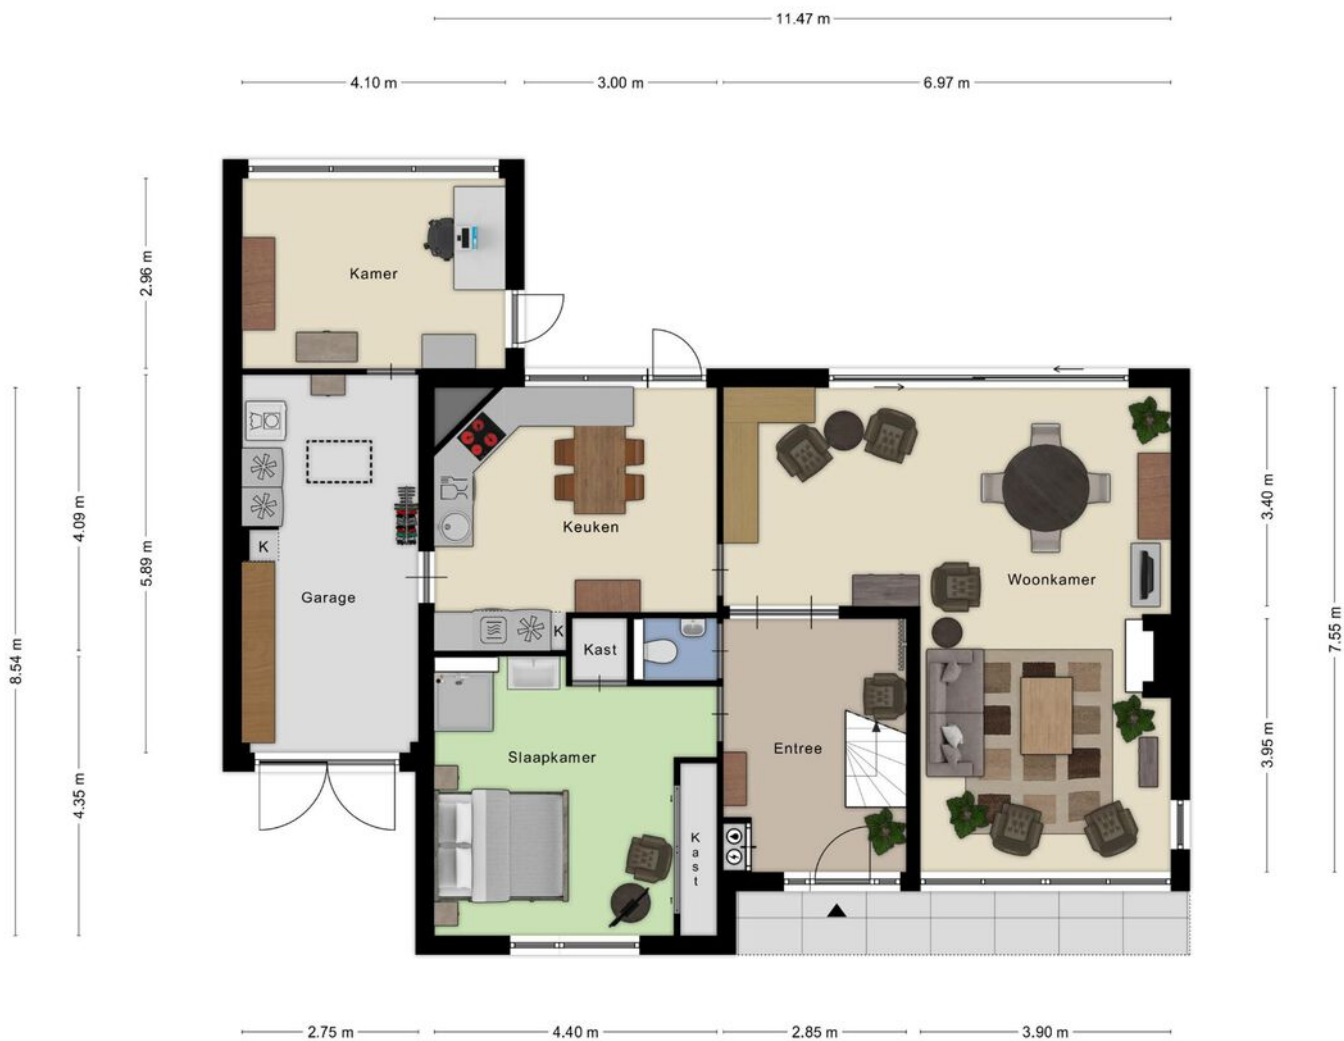 11.47 m
4.10 m
3.00 m
6.97 m
2.96 m
Kamer
4.09 m
3.40 m
5.89 m
K
Keuken
Garage
Woonkamer
8.54 m
7.55 m
K
Kast
Slaapkamer
Entree
3.95 m
4.35 m
Kast
2.75 m
4.40 m
2.85 m
3.90 m